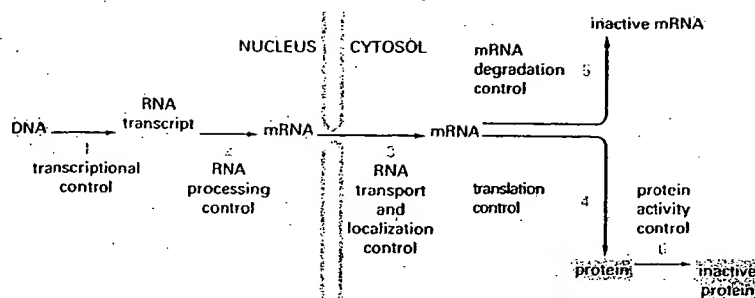 inactive mRNA
NUCLEUS
CYTOSOL
mRNA
degradation
control
5
DNA
RNA
transcript
mRNA
mRNA
1
transcriptional
control
2
RNA
processing
control
3
RNA
transport
and
localization
control
translation
control
4
protein
activity
control
6
protein
inactive
protein